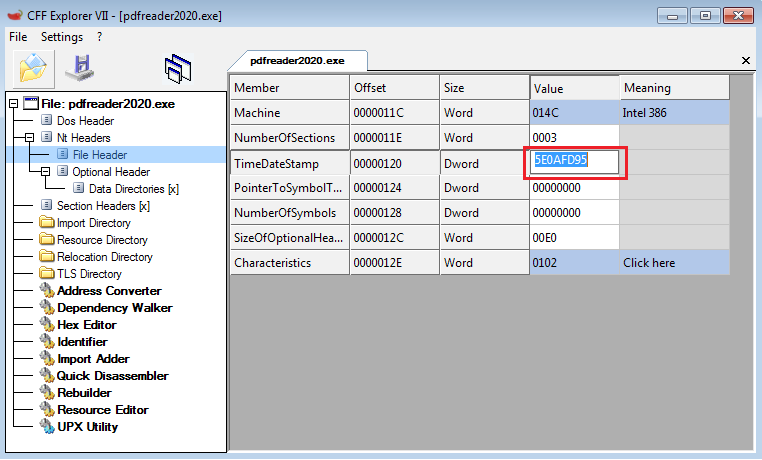 CFF Explorer VII - [pdfreader2020.exe]
File Settings ?
pdfreader2020.exe
File: pdfreader2020.exe
Dos Header
Nt Headers
File Header
Optional Header
Data Directories [x]
Section Headers [x]
Import Directory
Resource Directory
Relocation Directory
TLS Directory
Address Converter
Dependency Walker
Hex Editor
Identifier
Import Adder
Quick Disassembler
Rebuilder
Resource Editor
UPX Utility
Member Offset Size Value Meaning
Machine 0000011C Word 014C Intel 386
NumberOfSections 0000011E Word 0003
TimeDateStamp 00000120 Dword 5E0AFD95
PointerToSymbolT... 00000124 Dword 00000000
NumberOfSymbols 00000128 Dword 00000000
SizeOfOptionalHea... 0000012C Word 00E0
Characteristics 0000012E Word 0102 Click here